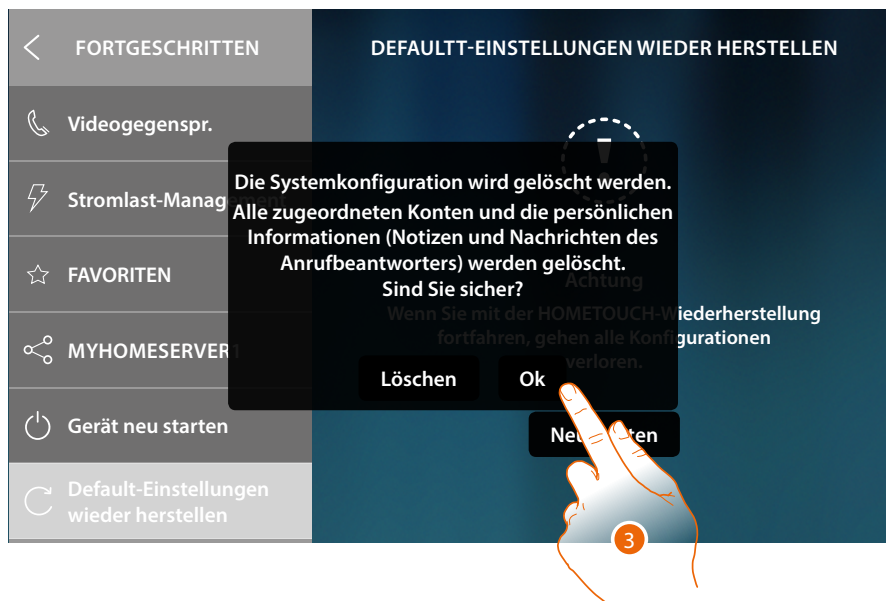 FORTGESCHRITTEN
Videogegenspr.
Stromlast-Management
FAVORITEN
MYHOMESERVER1
Gerät neu starten
Default-Einstellungen
wieder herstellen
DEFAULTT-EINSTELLUNGEN WIEDER HERSTELLEN
!
Die Systemkonfiguration wird gelöscht werden.
Alle zugeordneten Konten und die persönlichen
Informationen (Notizen und Nachrichten des
Anrufbeantworters) werden gelöscht.
Sind Sie sicher?
Löschen Ok
Achtung
Wenn Sie mit der HOMETOUCH-Wiederherstellung
fortfahren, gehen alle Konfigurationen
verloren.
3